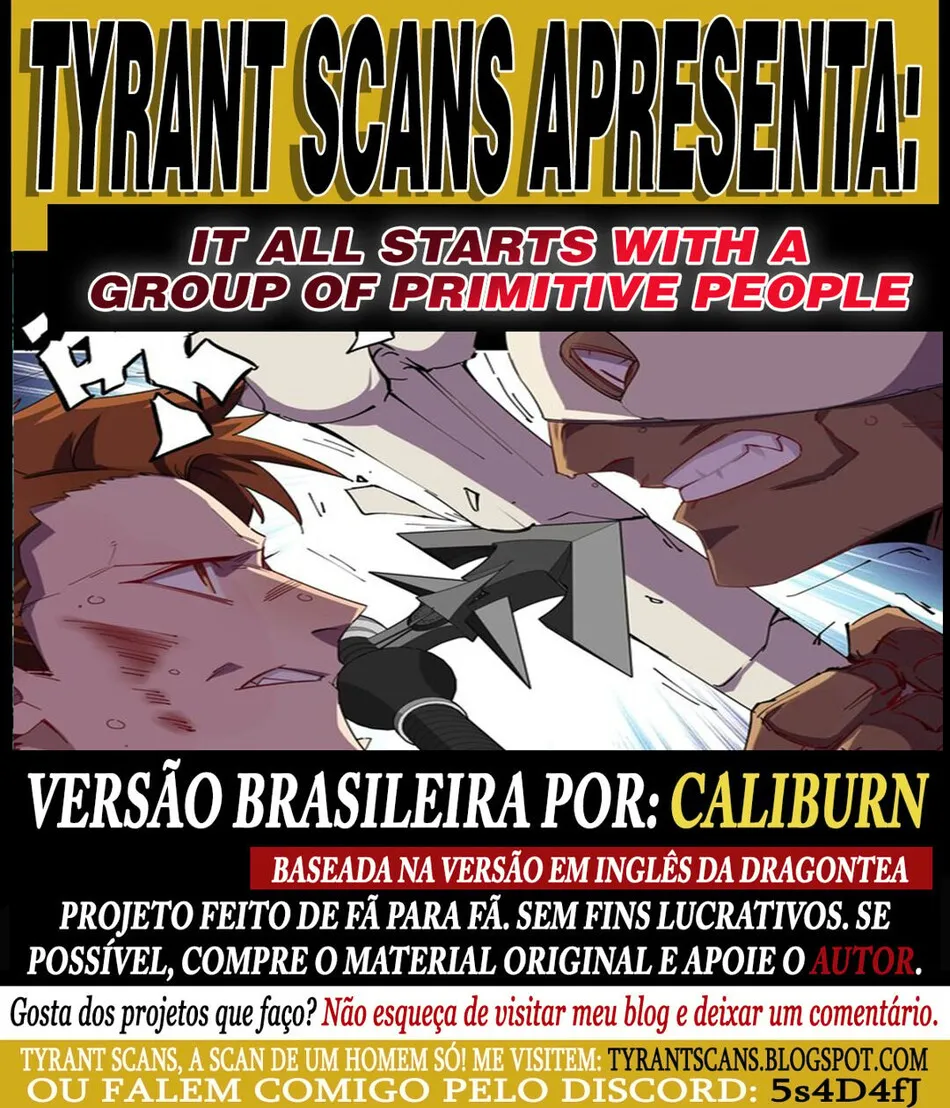 TYRANT SCANS APRESENTA:
IT ALL STARTS WITH A
GROUP OF PRIMITIVE PEOPLE
VERSÃO BRASILEIRA POR: CALIBURN
BASEADA NA VERSÃO EM INGLÊS DA DRAGONTEA
PROJETO FEITO DE FÃ PARA FÃ. SEM FINS LUCRATIVOS. SE
POSSÍVEL, COMPRE O MATERIAL ORIGINAL E APOIE O AUTOR.
Gosta dos projetos que faço? Não esqueça de visitar meu blog e deixar um comentário.
TYRANT SCANS, A SCAN DE UM HOMEM SÓ! ME VISITEM: TYRANTSCANS.BLOGSPOT.COM
OU FALEM COMIGO PELO DISCORD: 5s4D4fJ